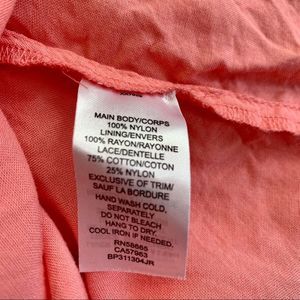 MAIN BODY/CORPS
100% NYLON
LINING/ENVERS
100% RAYON/RAYONNE
LACE/DENTELLE
75% COTTON/COTON
25% NYLON
EXCLUSIVE OF TRIM/
SAUF LA BORDURE
HAND WASH COLD,
SEPARATELY.
DO NOT BLEACH
HANG TO DRY.
COOL IRON IF NEEDED.
RN58665
CA57963
BP311304JR